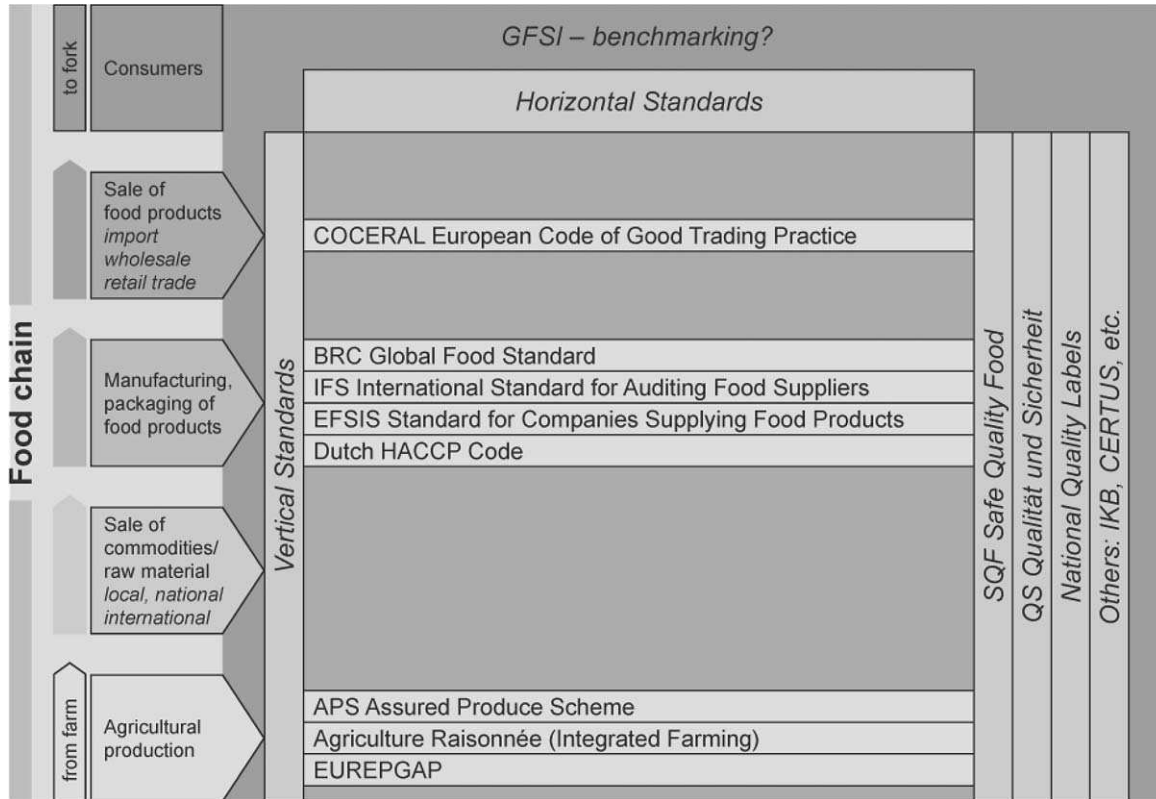 GFSI – benchmarking?
Horizontal Standards
Food chain
to fork
Consumers
Sale of
food products
import
wholesale
retail trade
Manufacturing,
packaging of
food products
Sale of
commodities/
raw material
local, national
international
from farm
Agricultural
production
Vertical Standards
COCERAL European Code of Good Trading Practice
BRC Global Food Standard
IFS International Standard for Auditing Food Suppliers
EFSIS Standard for Companies Supplying Food Products
Dutch HACCP Code
APS Assured Produce Scheme
Agriculture Raisonnée (Integrated Farming)
EUREPGAP
SQF Safe Quality Food
QS Qualität und Sicherheit
National Quality Labels
Others: IKB, CERTUS, etc.